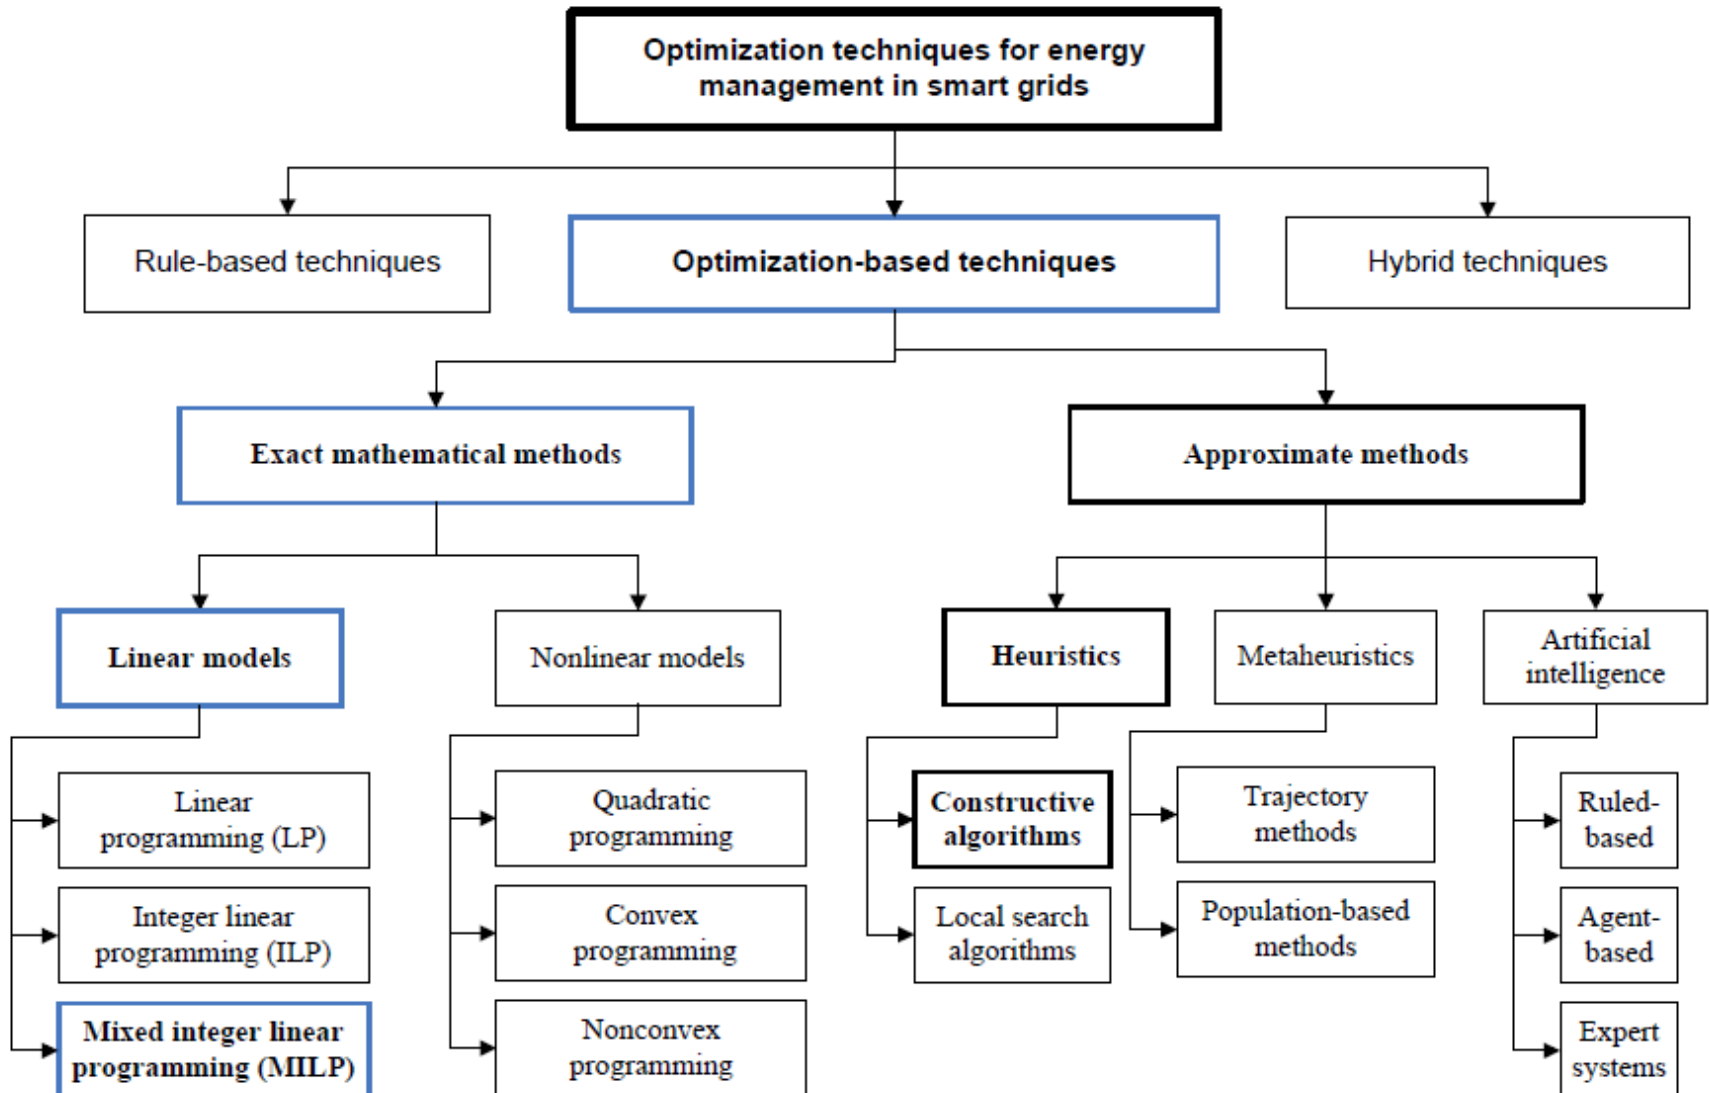 Optimization techniques for energy
management in smart grids
Rule-based techniques
Optimization-based techniques
Hybrid techniques
Exact mathematical methods
Approximate methods
Linear models
Nonlinear models
Heuristics
Metaheuristics
Artificial
intelligence
Linear
programming (LP)
Quadratic
programming
Constructive
algorithms
Trajectory
methods
Ruled-
based
Integer linear
programming (ILP)
Convex
programming
Local search
algorithms
Population-based
methods
Agent-
based
Mixed integer linear
programming (MILP)
Nonconvex
programming
Expert
systems